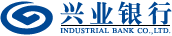 兴业银行
INDUSTRIAL BANK CO.,LTD.